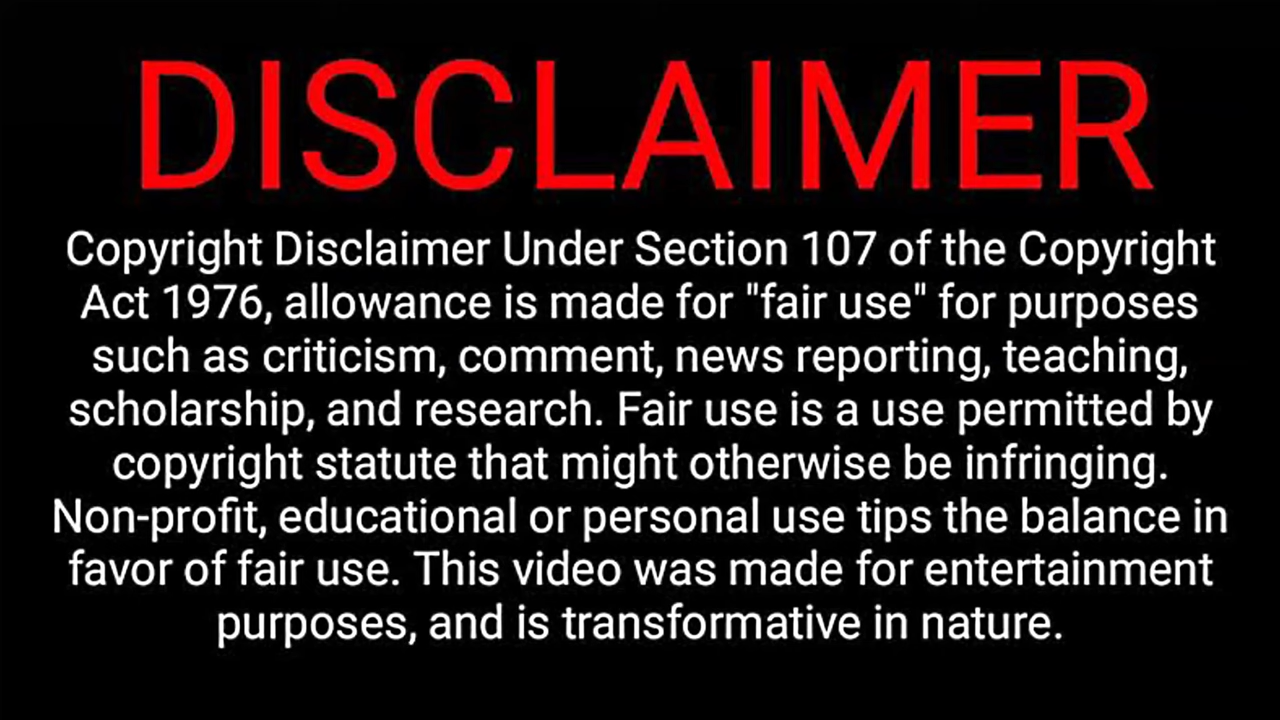 DISCLAIMER
Copyright Disclaimer Under Section 107 of the Copyright
Act 1976, allowance is made for "fair use" for purposes
such as criticism, comment, news reporting, teaching,
scholarship, and research. Fair use is a use permitted by
copyright statute that might otherwise be infringing.
Non-profit, educational or personal use tips the balance in
favor of fair use. This video was made for entertainment
purposes, and is transformative in nature.